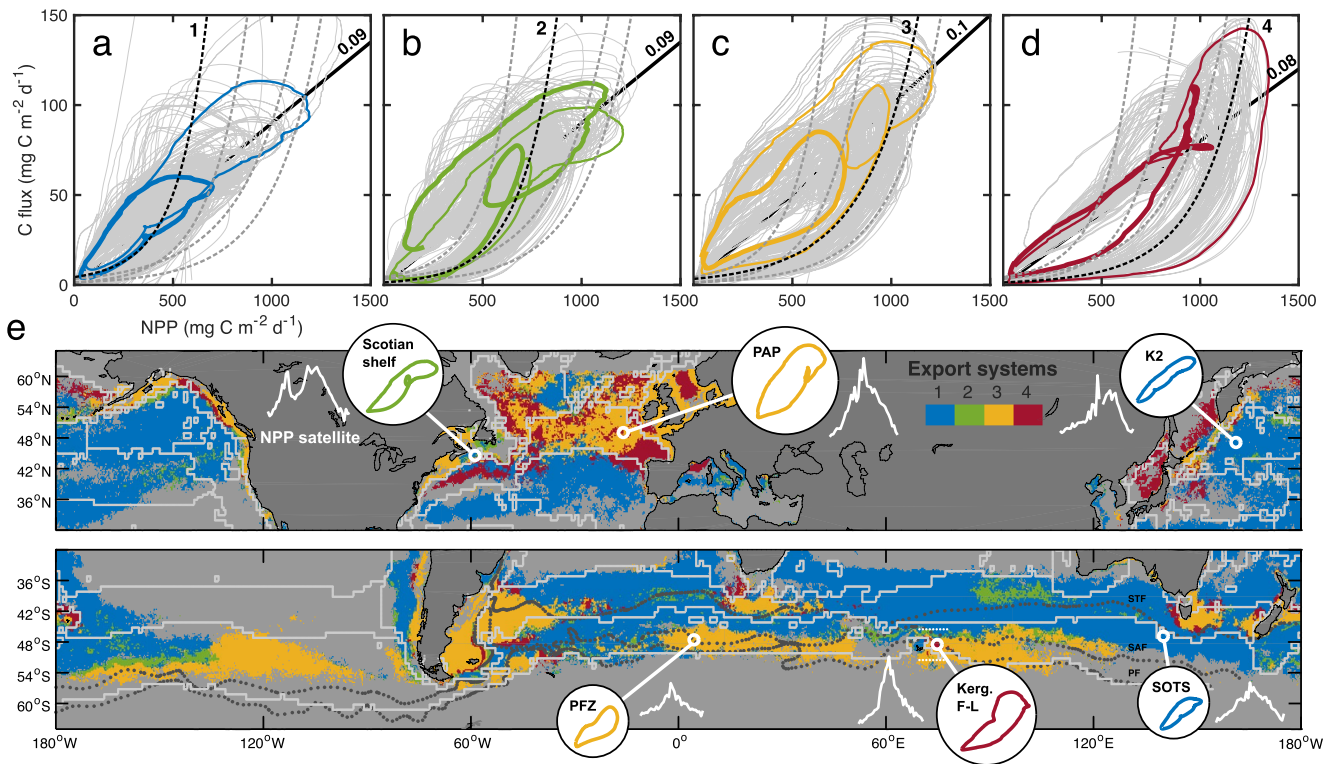 a
b
c
d
1
2
3
4
0.09
0.09
0.1
0.08
C flux (mg C m⁻² d⁻¹)
150
100
50
0
0
500
1000
1500
500
1000
1500
500
1000
1500
500
1000
1500
NPP (mg C m⁻² d⁻¹)
e
Scotian
shelf
PAP
K2
Export systems
1 2 3 4
NPP satellite
60°N
54°N
48°N
42°N
36°N
36°S
42°S
48°S
54°S
60°S
STF
SAF
PF
PFZ
Kerg.
F-L
SOTS
180°W
120°W
60°W
0°
60°E
120°E
180°W